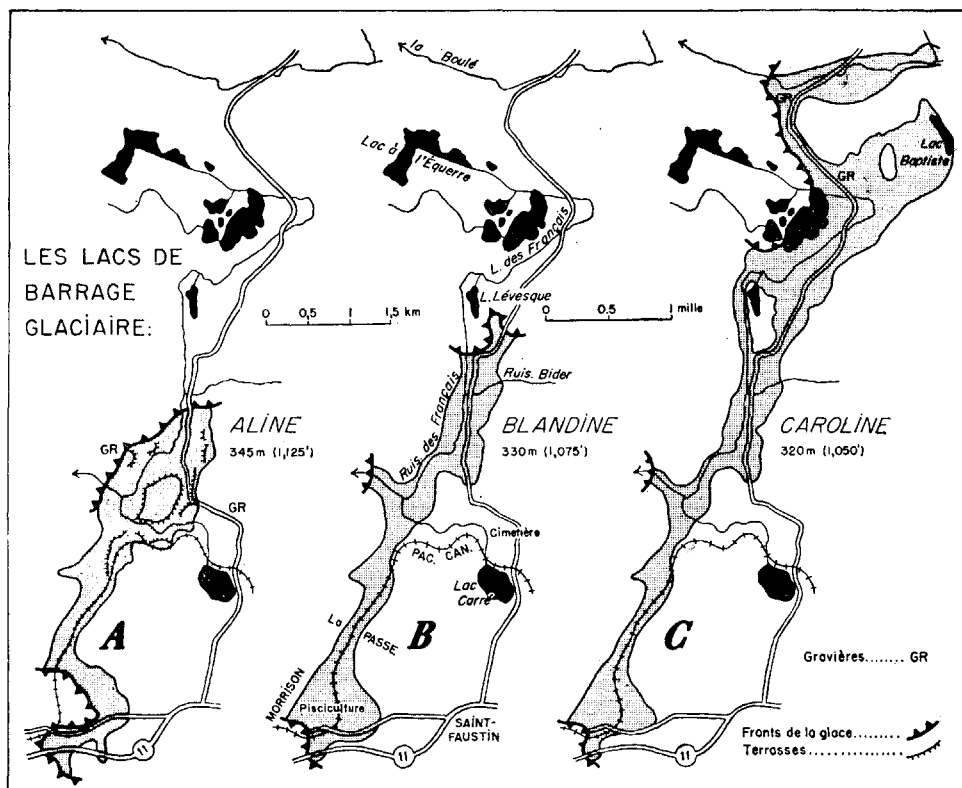 la Boulé
Lac à l'Équerre
GR
Lac Baptiste
GR
LES LACS DE
BARRAGE
GLACIAIRE:
L. des Français
L. Lévesque
0 0,5 1 1,5 km
0 0.5 1 mille
Ruis. Bider
Ruis. des Français
ALINE
345 m (1,125')
BLANDINE
330 m (1,075')
CAROLINE
320 m (1,050')
GR
GR
Cimetière
PAC. CAN.
Lac Carré
La PASSE
A
B
C
MORRISON
Pisciculture
SAINT-
FAUSTIN
11
11
11
Gravières....... GR
Fronts de la glace.........
Terrasses...............